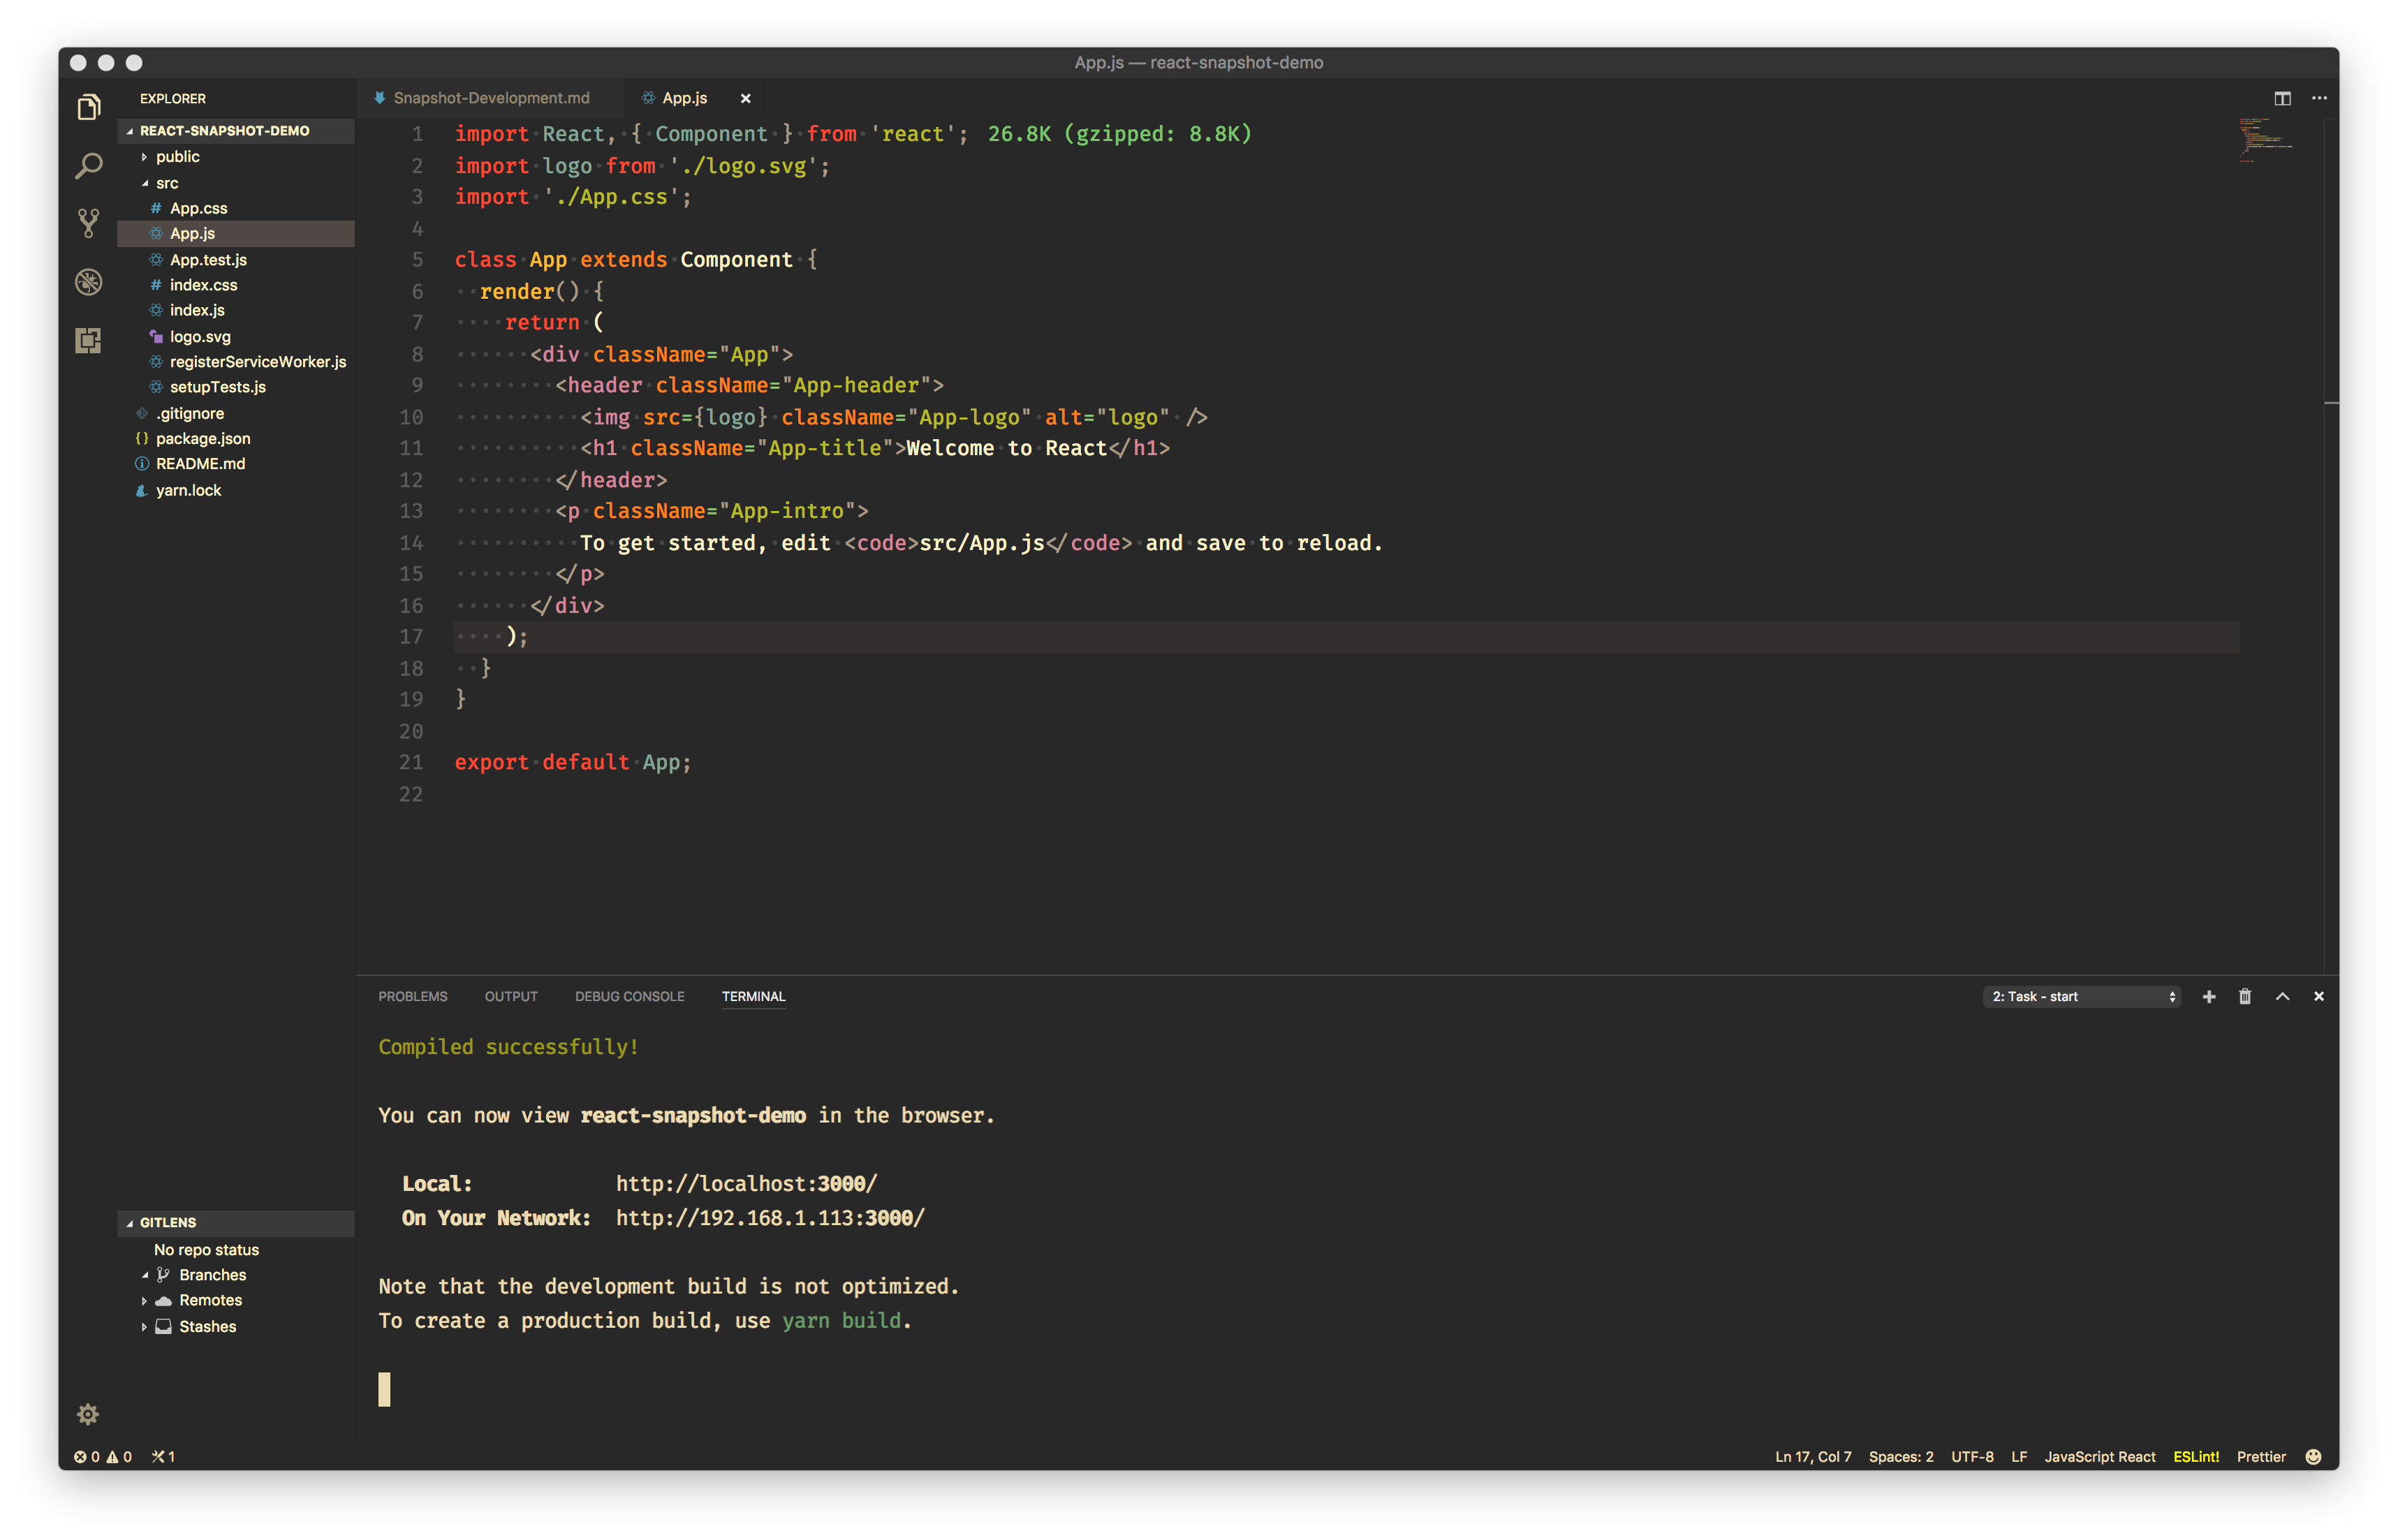 App.js — react-snapshot-demo
EXPLORER
REACT-SNAPSHOT-DEMO
public
src
# App.css
App.js
App.test.js
# index.css
index.js
logo.svg
registerServiceWorker.js
setupTests.js
.gitignore
{} package.json
README.md
yarn.lock
GITLENS
No repo status
Branches
Remotes
Stashes
Snapshot-Development.md
App.js
1 import React, { Component } from 'react'; 26.8K (gzipped: 8.8K)
2 import logo from './logo.svg';
3 import './App.css';
4
5 class App extends Component {
6 render() {
7 return (
8 <div className="App">
9 <header className="App-header">
10 <img src={logo} className="App-logo" alt="logo" />
11 <h1 className="App-title">Welcome to React</h1>
12 </header>
13 <p className="App-intro">
14 To get started, edit <code>src/App.js</code> and save to reload.
15 </p>
16 </div>
17 );
18 }
19 }
20
21 export default App;
22
PROBLEMS OUTPUT DEBUG CONSOLE TERMINAL 2: Task - start
Compiled successfully!
You can now view react-snapshot-demo in the browser.
Local: http://localhost:3000/
On Your Network: http://192.168.1.113:3000/
Note that the development build is not optimized.
To create a production build, use yarn build.
0 0 1 Ln 17, Col 7 Spaces: 2 UTF-8 LF JavaScript React ESLint! Prettier